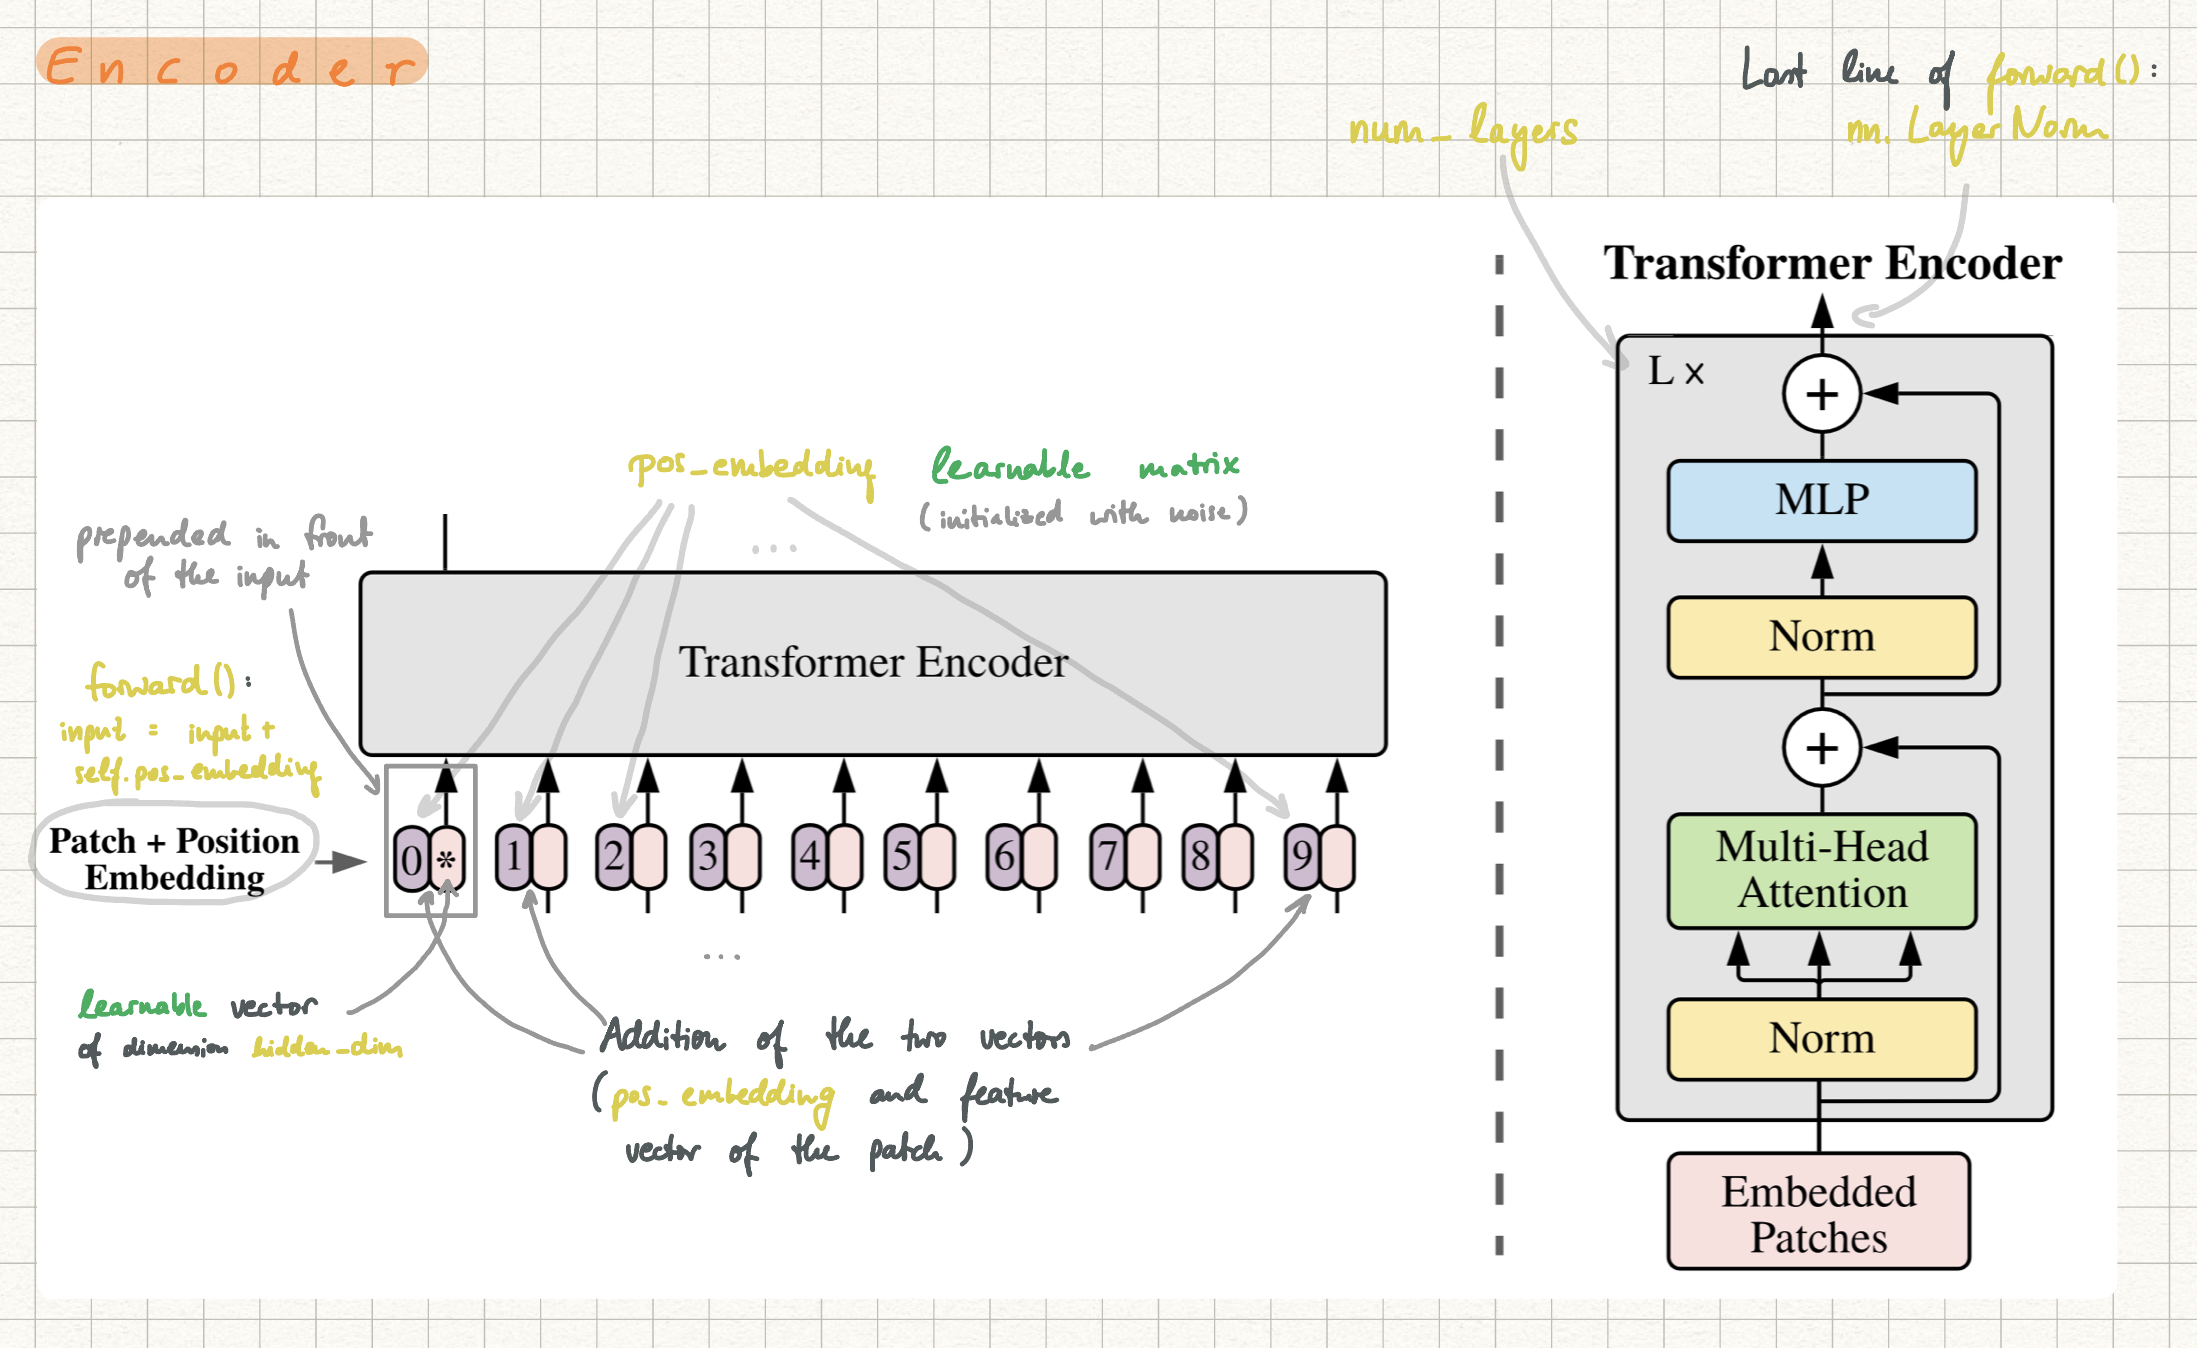 Encoder
Last line of forward():
nn.LayerNorm
num_layers
Transformer Encoder
L x
+
MLP
Norm
+
Multi-Head
Attention
Norm
Embedded
Patches
pos_embedding learnable matrix
(initialized with noise)
...
prepended in front
of the input
Transformer Encoder
forward():
input = input +
self.pos_embedding
Patch + Position
Embedding
0 * 1 2 3 4 5 6 7 8 9
...
learnable vector
of dimension hidden_dim
Addition of the two vectors
(pos_embedding and feature
vector of the patch)